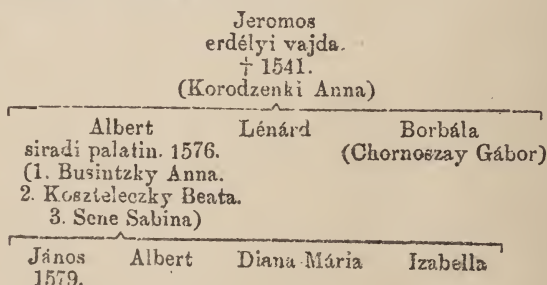 Jeromos
erdélyi vajda.
† 1541.
(Korodzenki Anna)
Albert Lénárd Borbála
siradi palatin. 1576. (Chornoszay Gábor)
(1. Busintzky Anna.
2. Koszteleczky Beata.
3. Sene Sabina)
János Albert Diana Mária Izabella
1579.